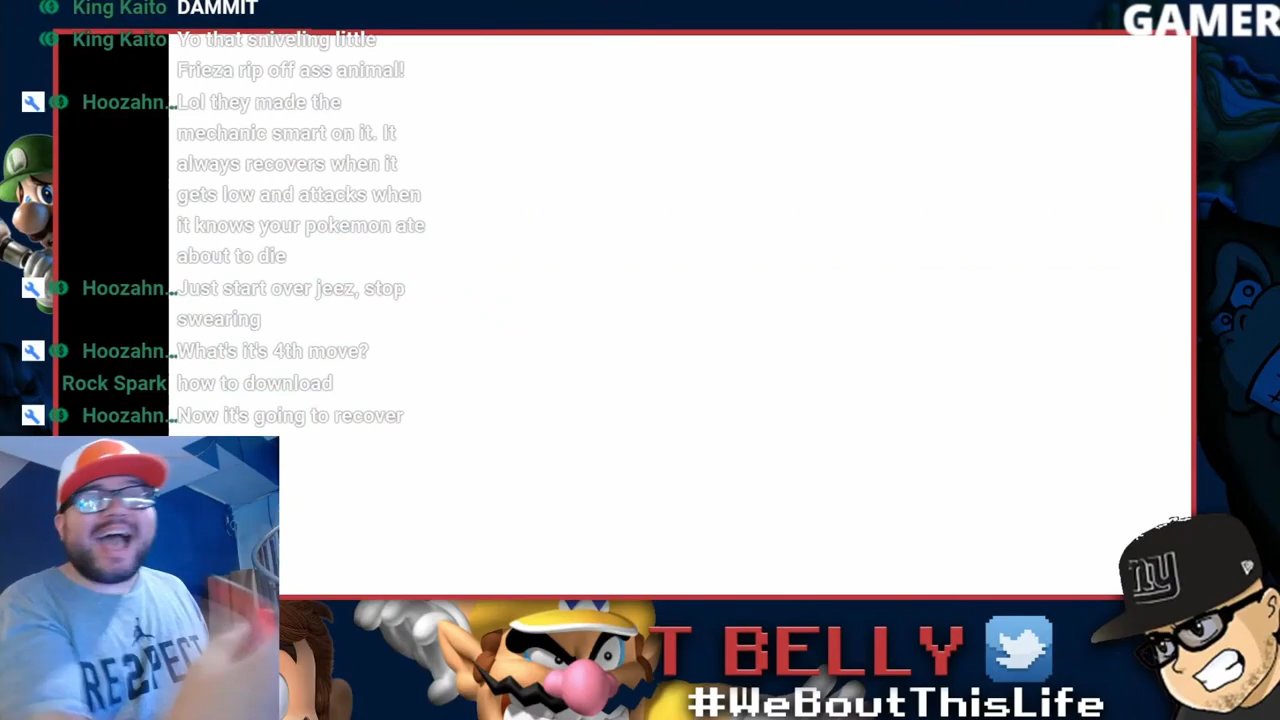 King Kaito DAMMIT
GAMER
King Kaito Yo that sniveling little
Frieza rip off ass animal!
Hoozahn... Lol they made the
mechanic smart on it. It
always recovers when it
gets low and attacks when
it knows your pokemon ate
about to die
Hoozahn... Just start over jeez, stop
swearing
Hoozahn... What's it's 4th move?
Rock Spark how to download
Hoozahn... Now it's going to recover
L
RE2PECT
ny
T BELLY
#WeBoutThisLife